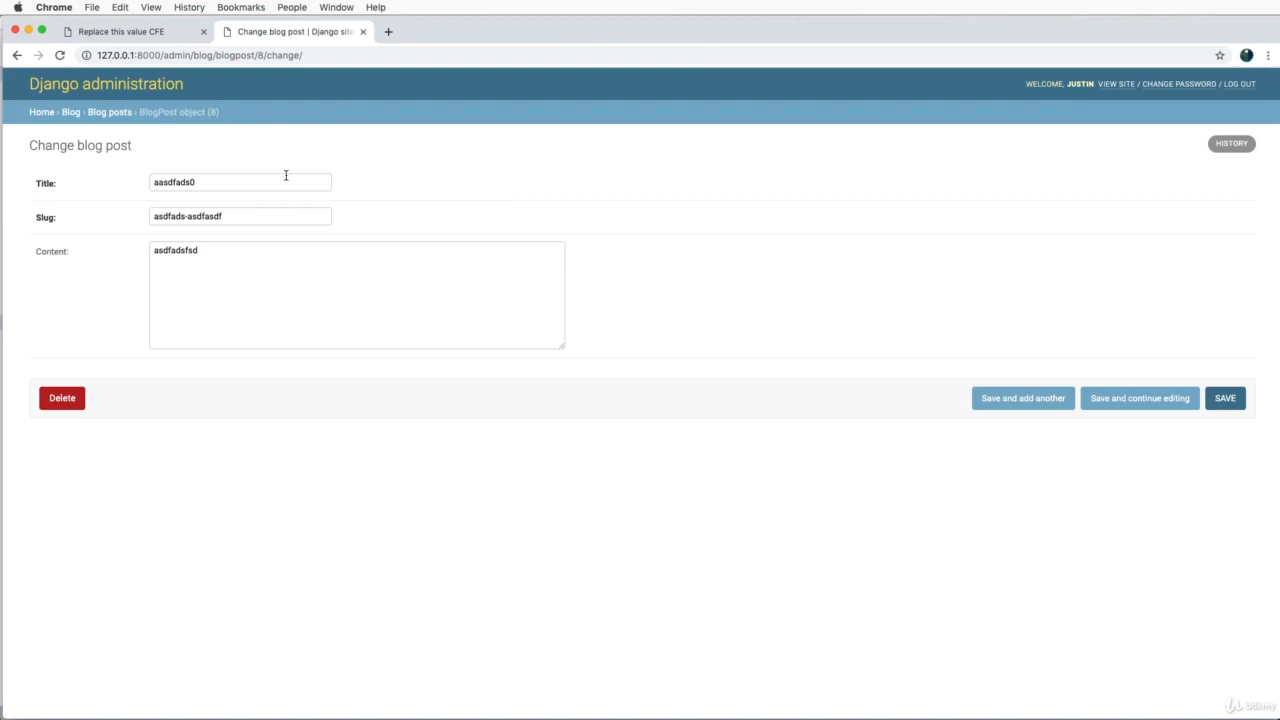 Chrome File Edit View History Bookmarks People Window Help
Replace this value CFE
Change blog post | Django site
127.0.0.1:8000/admin/blog/blogpost/8/change/
Django administration
WELCOME, JUSTIN. VIEW SITE / CHANGE PASSWORD / LOG OUT
Home › Blog › Blog posts › BlogPost object (8)
Change blog post
HISTORY
Title:
aasdfads0
Slug:
asdfads-asdfasdf
Content:
asdfadsfsd
Delete
Save and add another
Save and continue editing
SAVE
Udemy